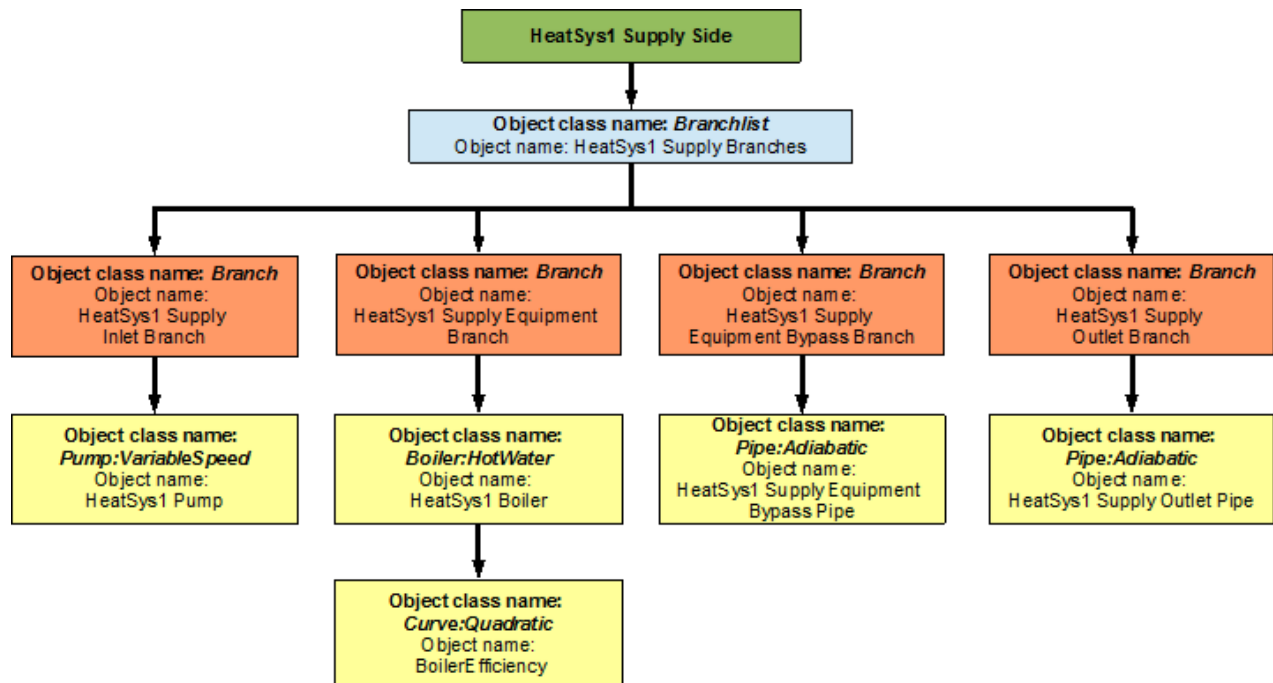 HeatSys1 Supply Side
Object class name: Branchlist
Object name: HeatSys1 Supply Branches
Object class name: Branch
Object name:
HeatSys1 Supply
Inlet Branch
Object class name: Branch
Object name:
HeatSys1 Supply Equipment
Branch
Object class name: Branch
Object name:
HeatSys1 Supply
Equipment Bypass Branch
Object class name: Branch
Object name:
HeatSys1 Supply
Outlet Branch
Object class name:
Pump:VariableSpeed
Object name:
HeatSys1 Pump
Object class name:
Boiler:HotWater
Object name:
HeatSys1 Boiler
Object class name:
Pipe:Adiabatic
Object name:
HeatSys1 Supply Equipment
Bypass Pipe
Object class name:
Pipe:Adiabatic
Object name:
HeatSys1 Supply Outlet Pipe
Object class name:
Curve:Quadratic
Object name:
BoilerEfficiency